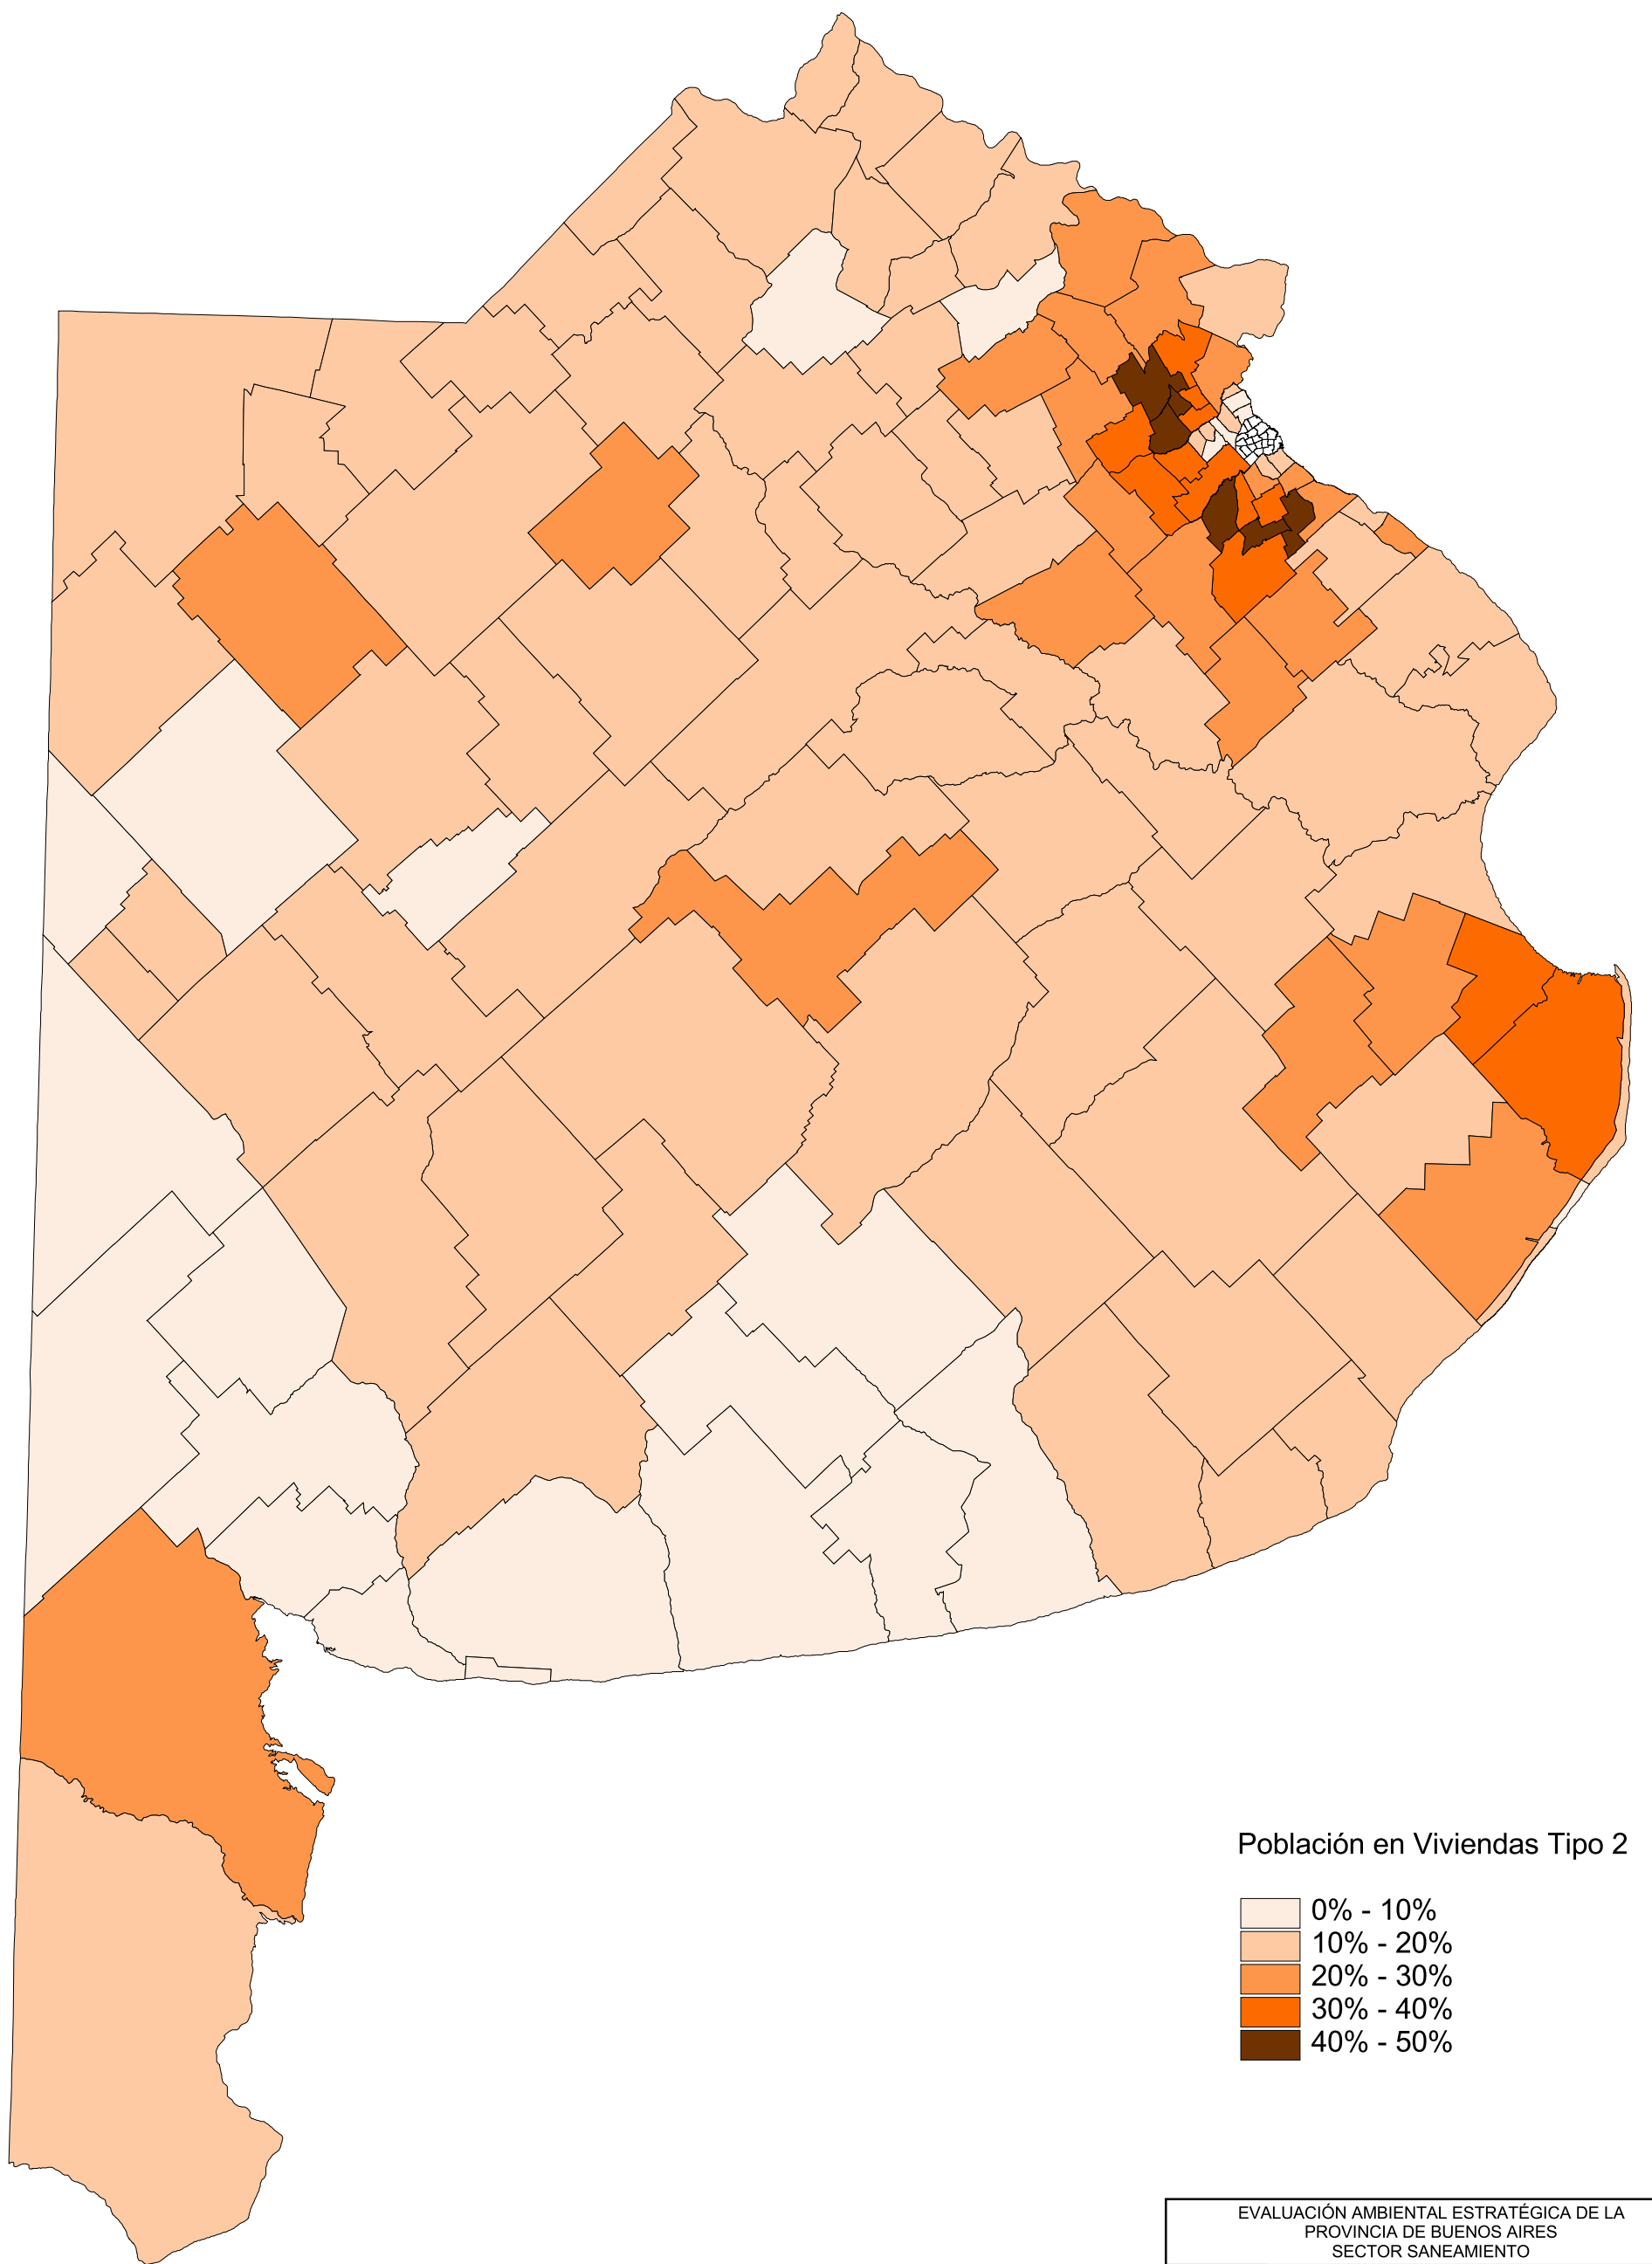 Población en Viviendas Tipo 2
0% - 10%
10% - 20%
20% - 30%
30% - 40%
40% - 50%
EVALUACIÓN AMBIENTAL ESTRATÉGICA DE LA
PROVINCIA DE BUENOS AIRES
SECTOR SANEAMIENTO